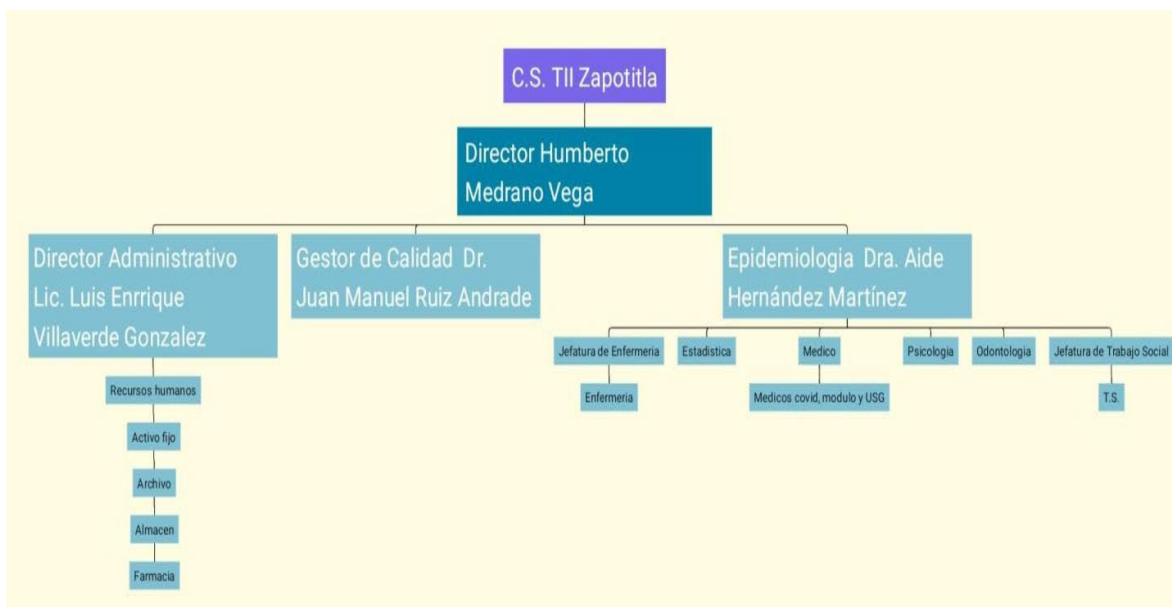 C.S. TII Zapotitla
Director Humberto
Medrano Vega
Director Administrativo
Lic. Luis Enrrique
Villaverde Gonzalez
Gestor de Calidad Dr.
Juan Manuel Ruiz Andrade
Epidemiologia Dra. Aide
Hernández Martínez
Jefatura de Enfermeria
Estadistica
Medico
Psicologia
Odontologia
Jefatura de Trabajo Social
Recursos humanos
Enfermeria
Medicos covid, modulo y USG
T.S.
Activo fijo
Archivo
Almacen
Farmacia